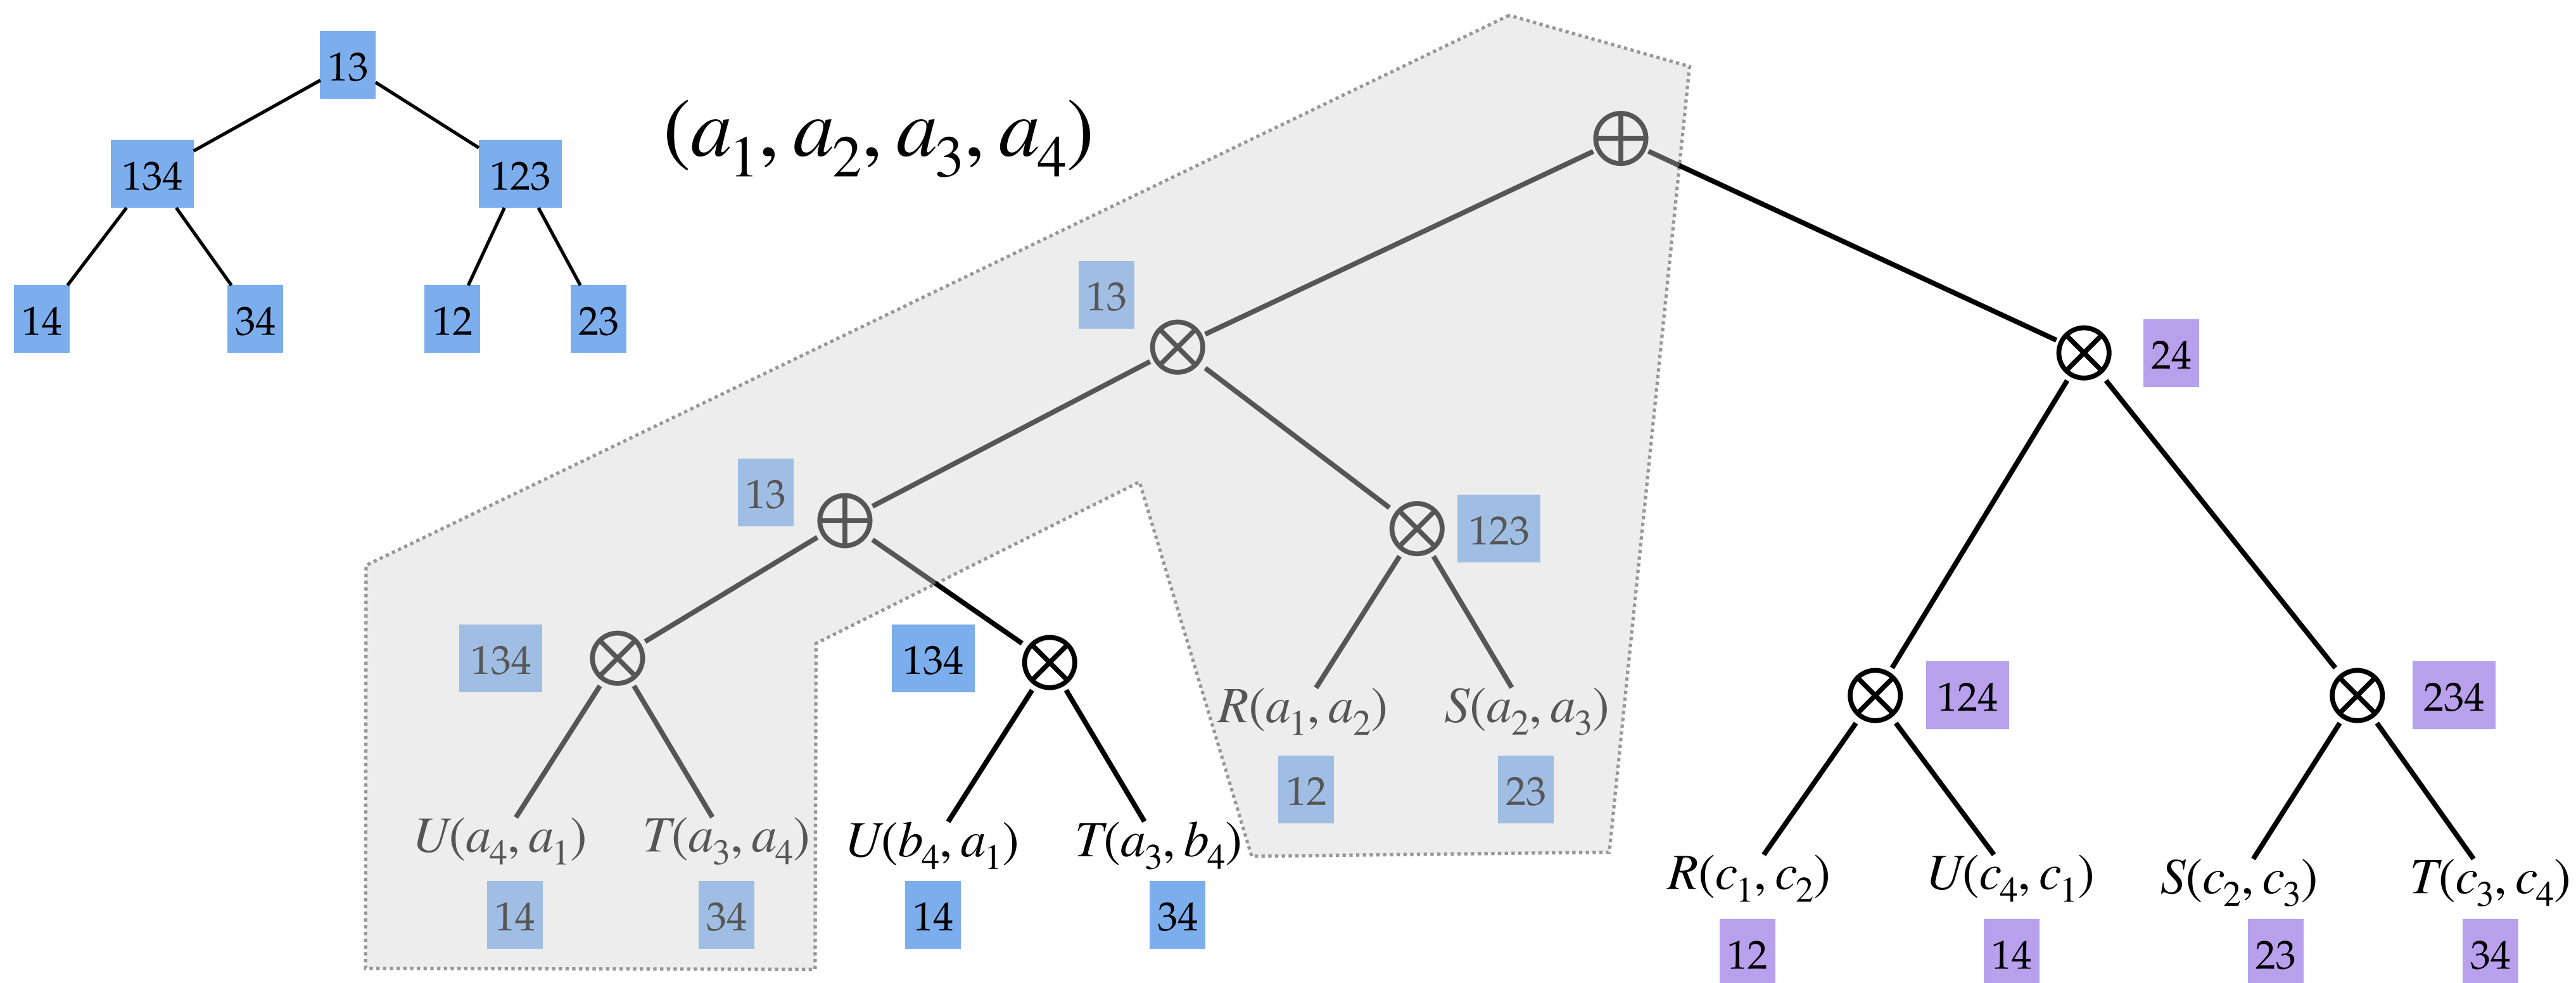 13
(a₁, a₂, a₃, a₄)
134
123
14
34
12
23
13
24
13
123
134
134
124
234
R(a₁, a₂)
S(a₂, a₃)
12
23
U(a₄, a₁)
T(a₃, a₄)
U(b₄, a₁)
T(a₃, b₄)
14
34
14
34
R(c₁, c₂)
U(c₄, c₁)
S(c₂, c₃)
T(c₃, c₄)
12
14
23
34